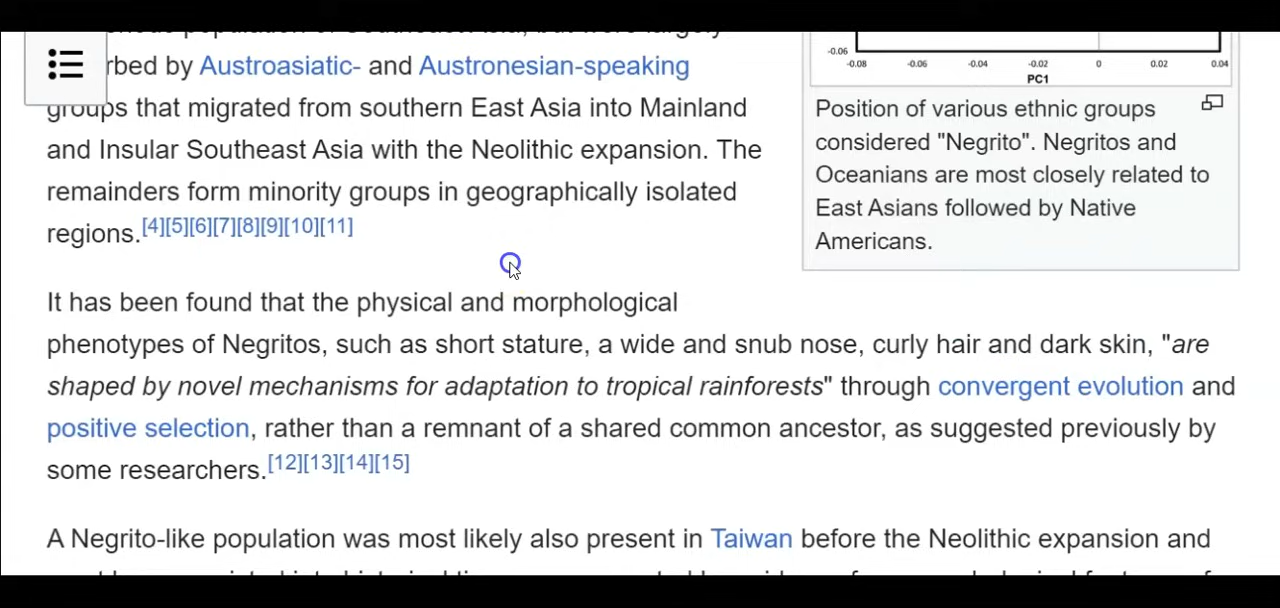 rbed by Austroasiatic- and Austronesian-speaking
groups that migrated from southern East Asia into Mainland
and Insular Southeast Asia with the Neolithic expansion. The
remainders form minority groups in geographically isolated
regions.[4][5][6][7][8][9][10][11]
-0.06
-0.08 -0.06 -0.04 -0.02 0 0.02 0.04
PC1
Position of various ethnic groups
considered "Negrito". Negritos and
Oceanians are most closely related to
East Asians followed by Native
Americans.
It has been found that the physical and morphological
phenotypes of Negritos, such as short stature, a wide and snub nose, curly hair and dark skin, "are
shaped by novel mechanisms for adaptation to tropical rainforests" through convergent evolution and
positive selection, rather than a remnant of a shared common ancestor, as suggested previously by
some researchers.[12][13][14][15]
A Negrito-like population was most likely also present in Taiwan before the Neolithic expansion and